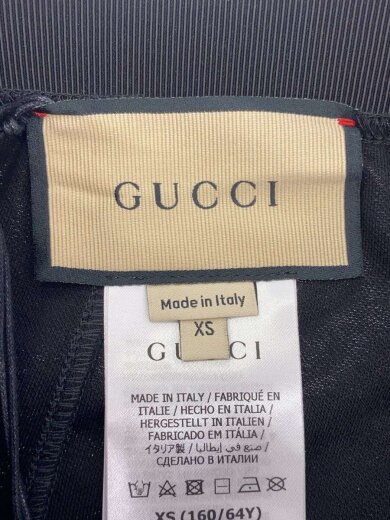 GUCCI
Made in Italy
XS
GUCCI
MADE IN ITALY / FABRIQUÉ EN
ITALIE / HECHO EN ITALIA /
HERGESTELLT IN ITALIEN /
FABRICADO EM ITÁLIA /
イタリア製 / صنع في إيطاليا /
СДЕЛАНО В ИТАЛИИ
XS (160/64Y)